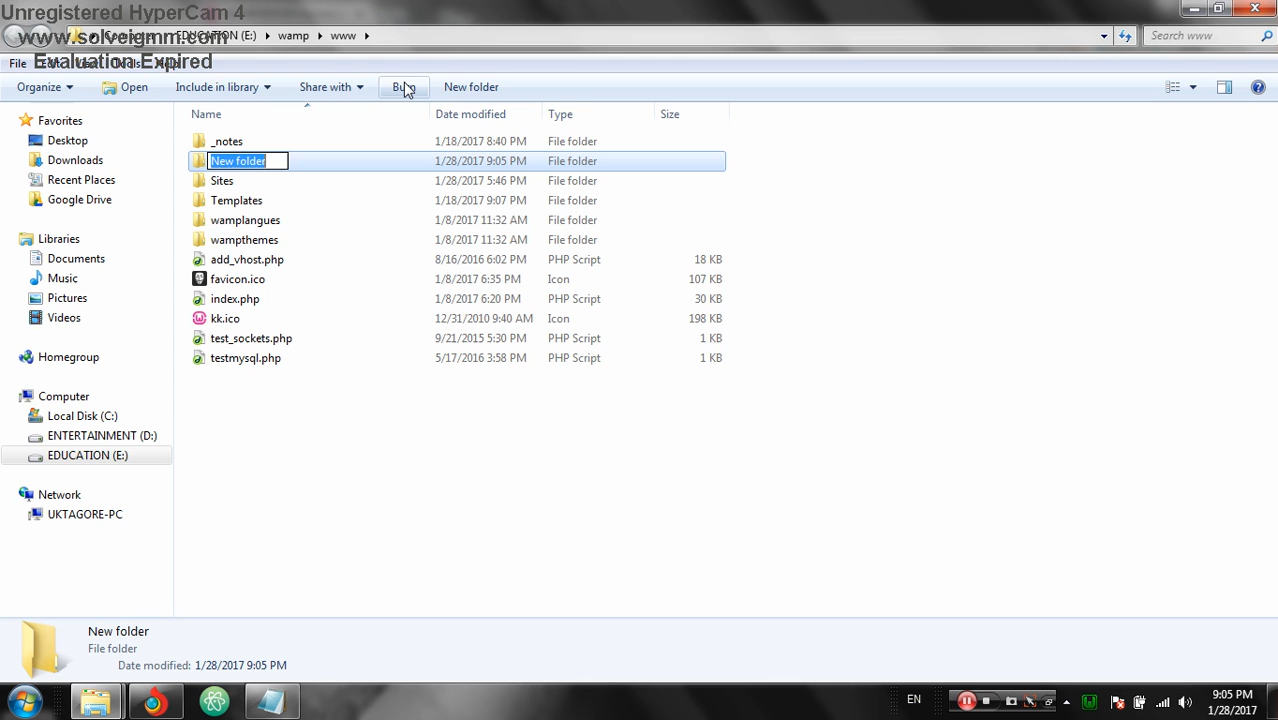 Unregistered HyperCam 4
www.solveigmm.com
Evaluation Expired
EDUCATION (E:) wamp www
Search www
File
Organize Open Include in library Share with Burn New folder
Name Date modified Type Size
Favorites
Desktop
Downloads
Recent Places
Google Drive
Libraries
Documents
Music
Pictures
Videos
Homegroup
Computer
Local Disk (C:)
ENTERTAINMENT (D:)
EDUCATION (E:)
Network
UKTAGORE-PC
_notes 1/18/2017 8:40 PM File folder
New folder 1/28/2017 9:05 PM File folder
Sites 1/28/2017 5:46 PM File folder
Templates 1/18/2017 9:07 PM File folder
wamplangues 1/8/2017 11:32 AM File folder
wampthemes 1/8/2017 11:32 AM File folder
add_vhost.php 8/16/2016 6:02 PM PHP Script 18 KB
favicon.ico 1/8/2017 6:35 PM Icon 107 KB
index.php 1/8/2017 6:20 PM PHP Script 30 KB
kk.ico 12/31/2010 9:40 AM Icon 198 KB
test_sockets.php 9/21/2015 5:30 PM PHP Script 1 KB
testmysql.php 5/17/2016 3:58 PM PHP Script 1 KB
New folder
File folder
Date modified: 1/28/2017 9:05 PM
EN
9:05 PM
1/28/2017